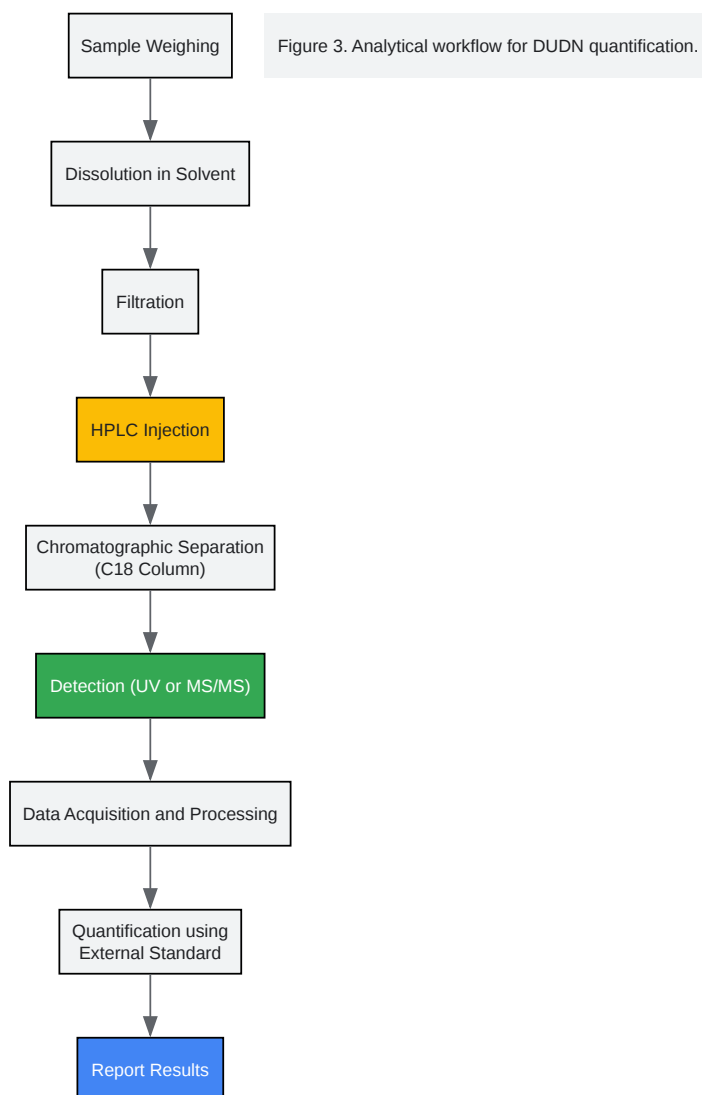 Sample Weighing
Figure 3. Analytical workflow for DUDN quantification.
Dissolution in Solvent
Filtration
HPLC Injection
Chromatographic Separation
(C18 Column)
Detection (UV or MS/MS)
Data Acquisition and Processing
Quantification using
External Standard
Report Results